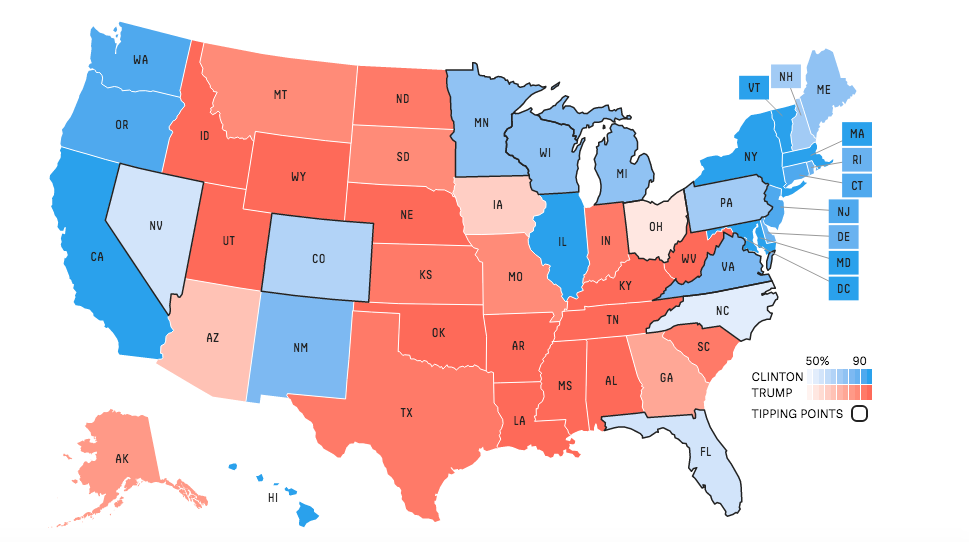 WA
OR
CA
NV
ID
MT
WY
UT
AZ
CO
NM
ND
SD
NE
KS
OK
TX
MN
IA
MO
AR
LA
WI
IL
MI
IN
OH
KY
TN
MS
AL
GA
FL
SC
NC
VA
WV
PA
NY
VT
NH
ME
MA
RI
CT
NJ
DE
MD
DC
AK
HI
50% 90
CLINTON
TRUMP
TIPPING POINTS